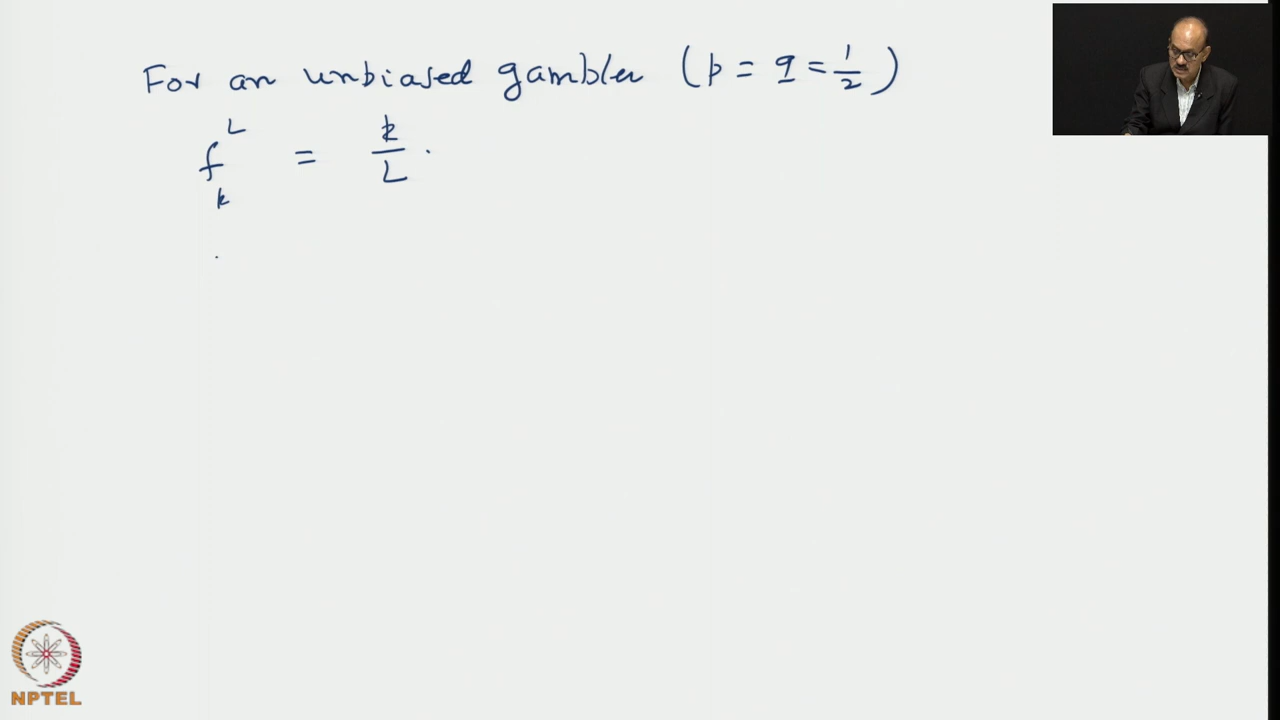 For an unbiased gambler (p = q = 1/2)
f_k^L = k/L.
NPTEL